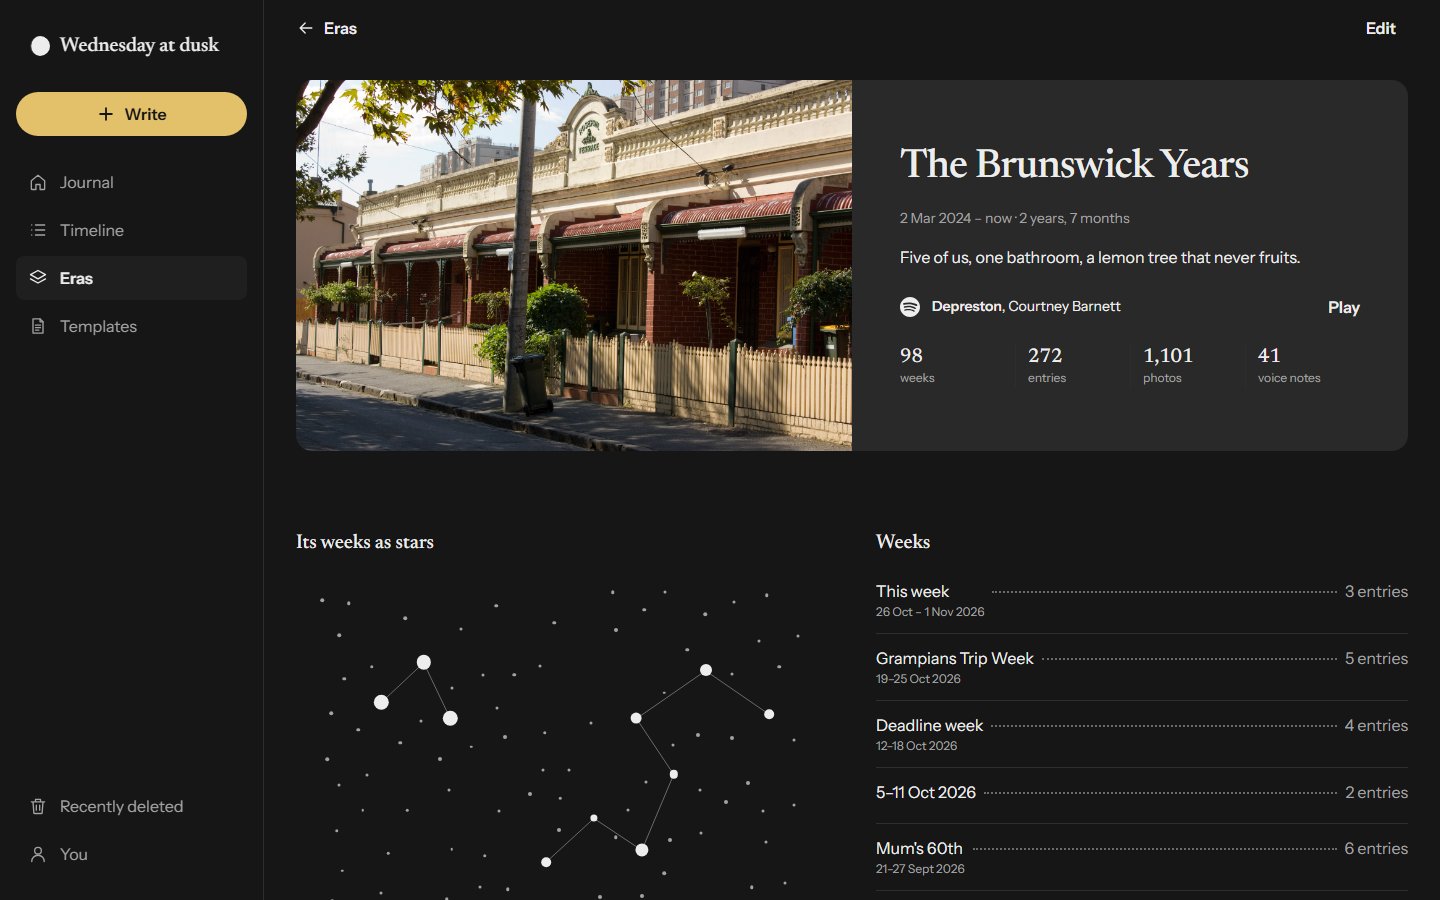 Wednesday at dusk
Write
Journal
Timeline
Eras
Templates
Recently deleted
You
Eras
Edit
The Brunswick Years
2 Mar 2024 – now · 2 years, 7 months
Five of us, one bathroom, a lemon tree that never fruits.
Depreston, Courtney Barnett
Play
98
weeks
272
entries
1,101
photos
41
voice notes
Its weeks as stars
Weeks
This week
3 entries
26 Oct – 1 Nov 2026
Grampians Trip Week
5 entries
19–25 Oct 2026
Deadline week
4 entries
12–18 Oct 2026
5–11 Oct 2026
2 entries
Mum's 60th
6 entries
21–27 Sept 2026